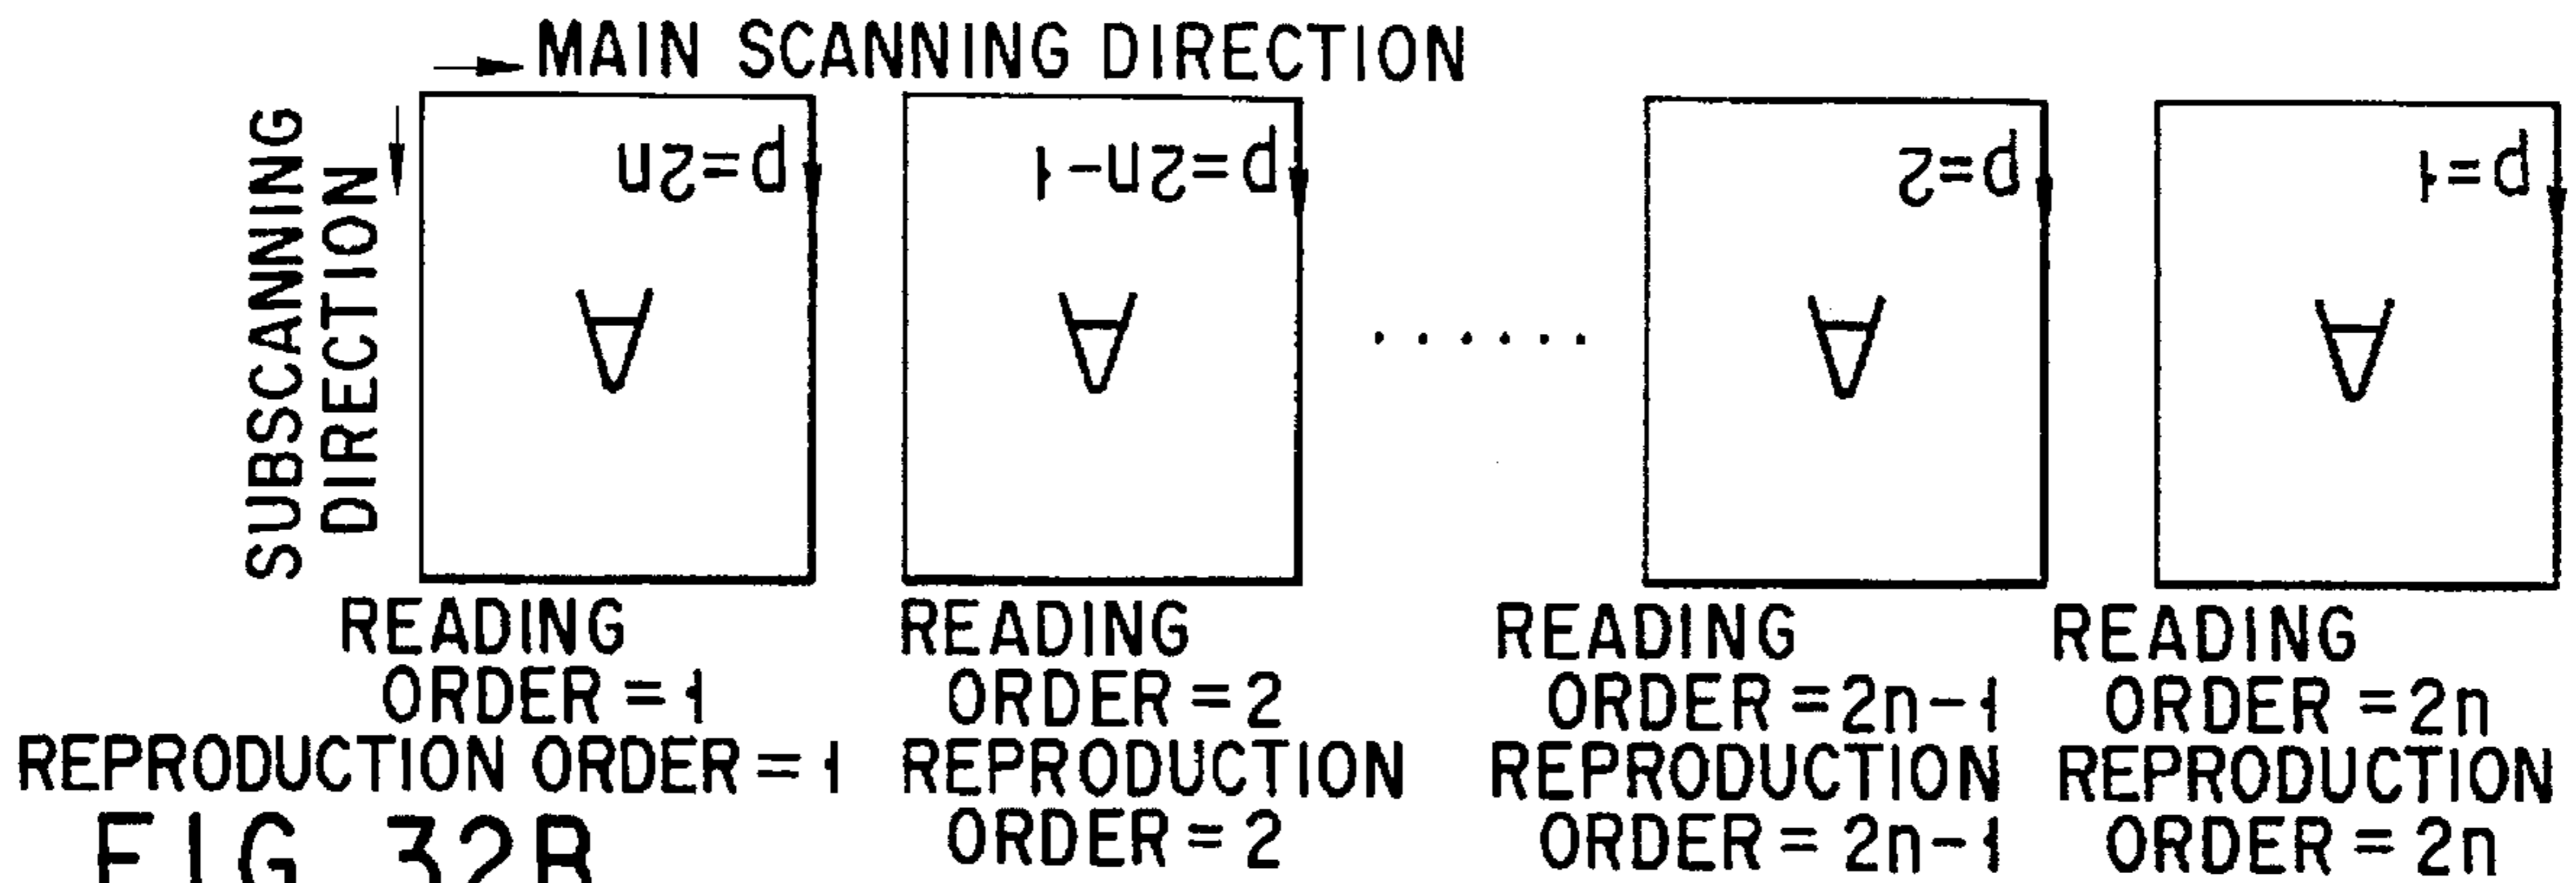 MAIN SCANNING DIRECTION
SUBSCANNING
DIRECTION
p=2n
p=2n-1
p=2
p=1
A
A
......
A
A
READING
ORDER = 1
REPRODUCTION ORDER = 1
READING
ORDER = 2
REPRODUCTION
ORDER = 2
READING
ORDER = 2n-1
REPRODUCTION
ORDER = 2n-1
READING
ORDER = 2n
REPRODUCTION
ORDER = 2n
FIG. 32B